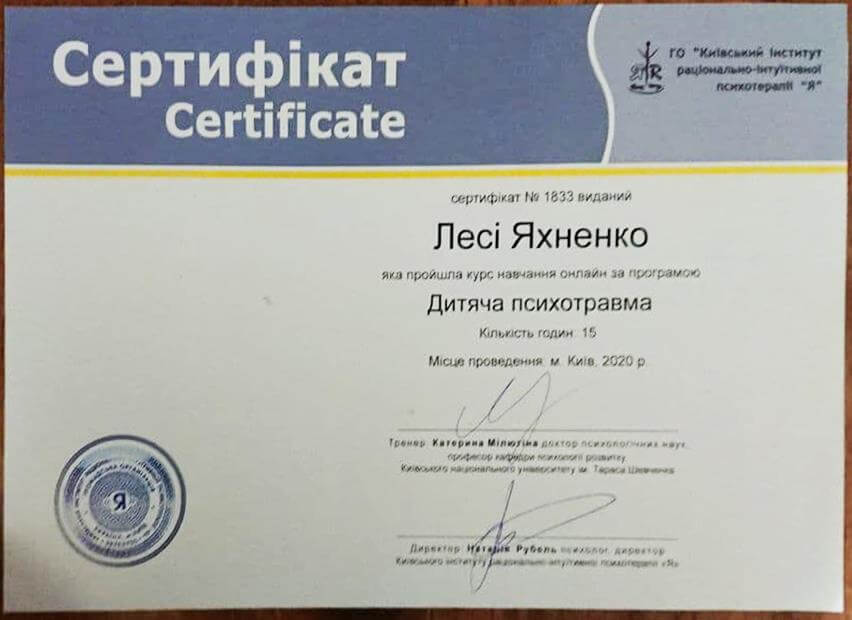 Сертифікат
Certificate
ГО "Київський Інститут
раціонально-інтуїтивної
психотерапії "Я"
сертифікат № 1833 виданий
Лесі Яхненко
яка пройшла курс навчання онлайн за програмою
Дитяча психотравма
Кількість годин: 15
Місце проведення: м. Київ, 2020 р.
Тренер: Катерина Мілютіна доктор психологічних наук,
професор кафедри психології розвитку,
Київського національного університету ім. Тараса Шевченка
Директор: Наталія Рубель психолог, директор
Київського інституту раціонально-інтуїтивної психотерапії «Я»
Я